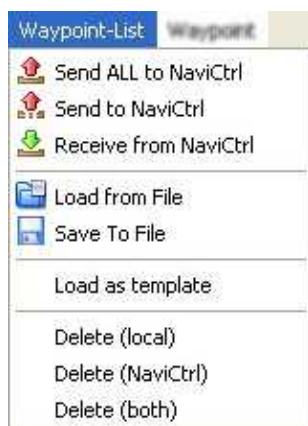 Waypoint-List
Send ALL to NaviCtrl
Send to NaviCtrl
Receive from NaviCtrl
Load from File
Save To File
Load as template
Delete (local)
Delete (NaviCtrl)
Delete (both)